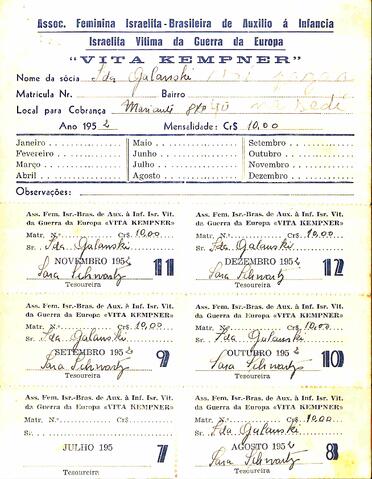 Assoc. Feminina Israelita-Brasileira de Auxilio á Infancia
Israelita Vitima da Guerra da Europa
"VITA KEMPNER"
Nome da sócia Ida Galanski
Matricula Nr. Bairro
Local para Cobrança Mariante
Ano 1952 Mensalidade: Cr$ 10,00
Janeiro Maio Setembro
Fevereiro Junho Outubro
Março Julho Novembro
Abril Agosto Dezembro
Observações:
Ass. Fem. Isr.-Bras. de Aux. à Inf. Isr. Vit.
da Guerra da Europa «VITA KEMPNER»
Matr. N.º Cr$. 10,00
Sr. Ida Galanski
NOVEMBRO 1952
Sara Schwartz 11
Tesoureira
Ass. Fem. Isr.-Bras. de Aux. à Inf. Isr. Vit.
da Guerra da Europa «VITA KEMPNER»
Matr. N.º Cr$. 10,00
Sr. Ida Galanski
DEZEMBRO 1952
Sara Schwartz 12
Tesoureira
Ass. Fem. Isr.-Bras. de Aux. à Inf. Isr. Vit.
da Guerra da Europa «VITA KEMPNER»
Matr. N.º Cr$. 10,00
Sr. Ida Galanski
SETEMBRO 1952
Sara Schwartz 9
Tesoureira
Ass. Fem. Isr.-Bras. de Aux. à Inf. Isr. Vit.
da Guerra da Europa «VITA KEMPNER»
Matr. N.º Cr$. 10,00
Sr. Ida Galanski
OUTUBRO 1952
Sara Schwartz 10
Tesoureira
Ass. Fem. Isr.-Bras. de Aux. à Inf. Isr. Vit.
da Guerra da Europa «VITA KEMPNER»
Matr. N.º Cr$.
Sr.
JULHO 195 7
Tesoureira
Ass. Fem. Isr.-Bras. de Aux. à Inf. Isr. Vit.
da Guerra da Europa «VITA KEMPNER»
Matr. N.º Cr$. 10,00
Sr. Ida Galanski
AGOSTO 1952
Sara Schwartz 8
Tesoureira